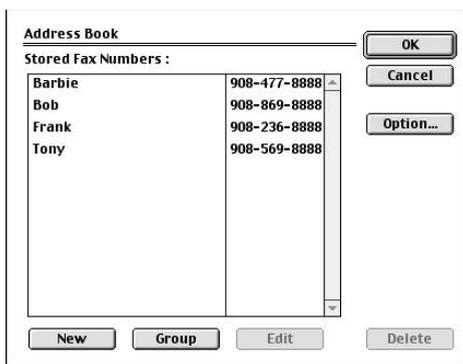 Address Book
OK
Stored Fax Numbers :
Cancel
Barbie 908-477-8888
Bob 908-869-8888
Frank 908-236-8888
Option...
Tony 908-569-8888
New Group Edit Delete